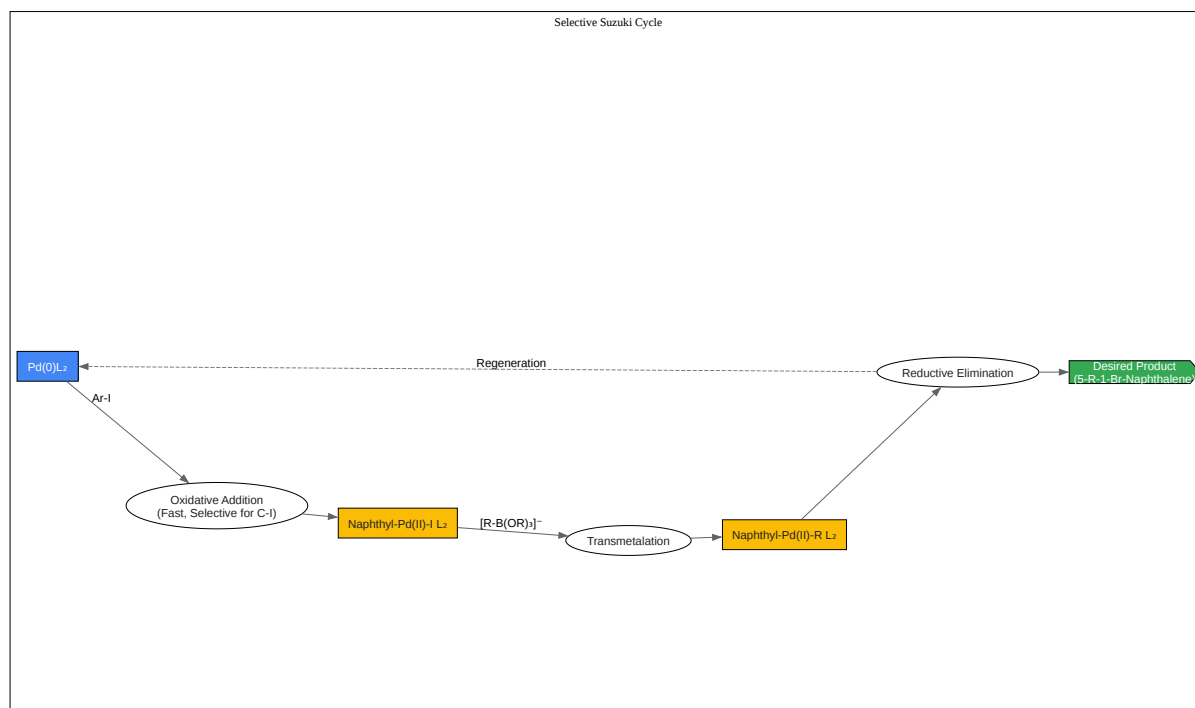 Selective Suzuki Cycle
Pd(0)L₂
Regeneration
Reductive Elimination
Desired Product
(5-R-1-Br-Naphthalene)
Ar-I
Oxidative Addition
(Fast, Selective for C-I)
Naphthyl-Pd(II)-I L₂
[R-B(OR)₃]⁻
Transmetalation
Naphthyl-Pd(II)-R L₂